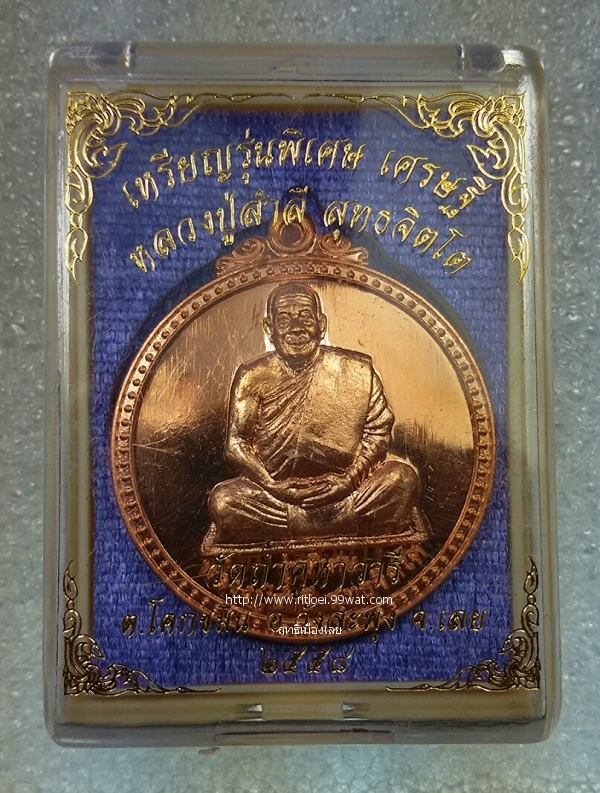 เหรียญรุ่นพิเศษ เศรษฐี
หลวงปู่สำลี สุทธจิตโต
วัดถ้ำคูหาวารี
http://www.ritloei.99wat.com
ต.โคกขมิ้น อ.วังสะพุง จ.เลย
ฤทธิ์เมืองเลย
๒๕๕๘